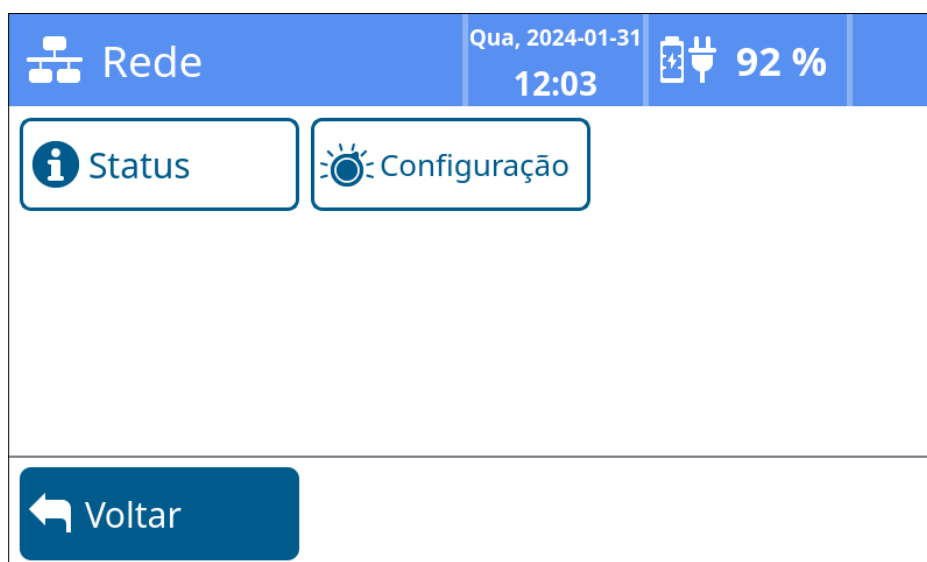 Rede
Qua, 2024-01-31
12:03
92 %
Status
Configuração
Voltar